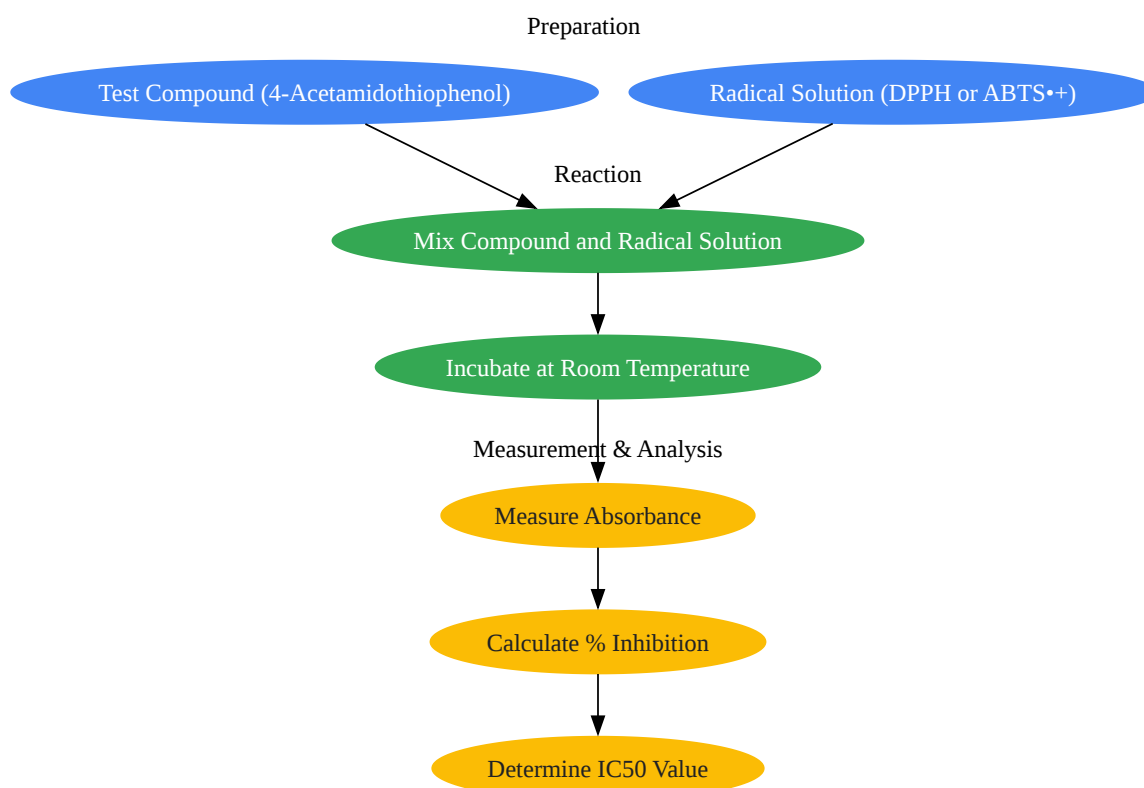 Preparation
Test Compound (4-Acetamidothiophenol)
Radical Solution (DPPH or ABTS•+)
Reaction
Mix Compound and Radical Solution
Incubate at Room Temperature
Measurement & Analysis
Measure Absorbance
Calculate % Inhibition
Determine IC50 Value